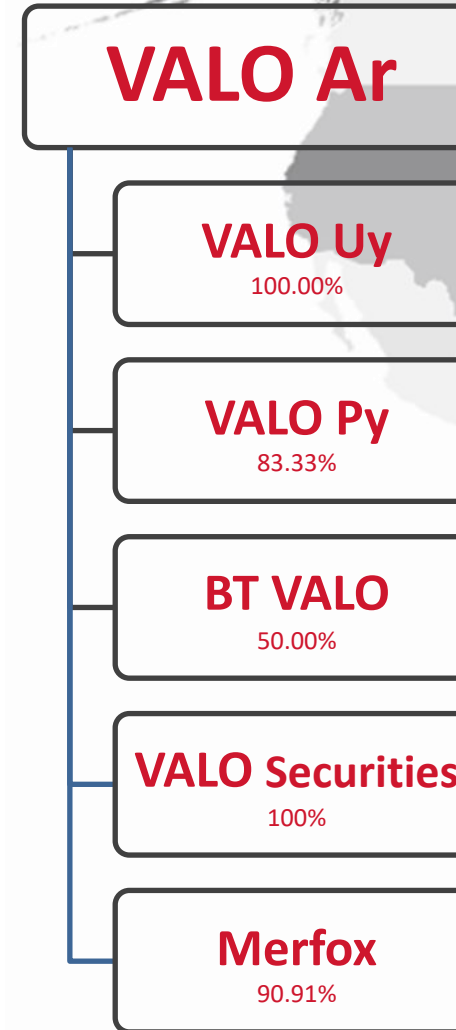 VALO Ar
VALO Uy
100.00%
VALO Py
83.33%
BT VALO
50.00%
VALO Securities
100%
Merfox
90.91%